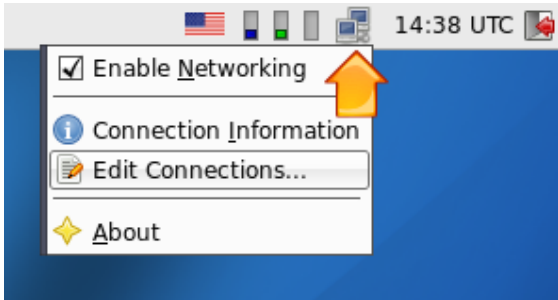 14:38 UTC
Enable Networking
Connection Information
Edit Connections...
About